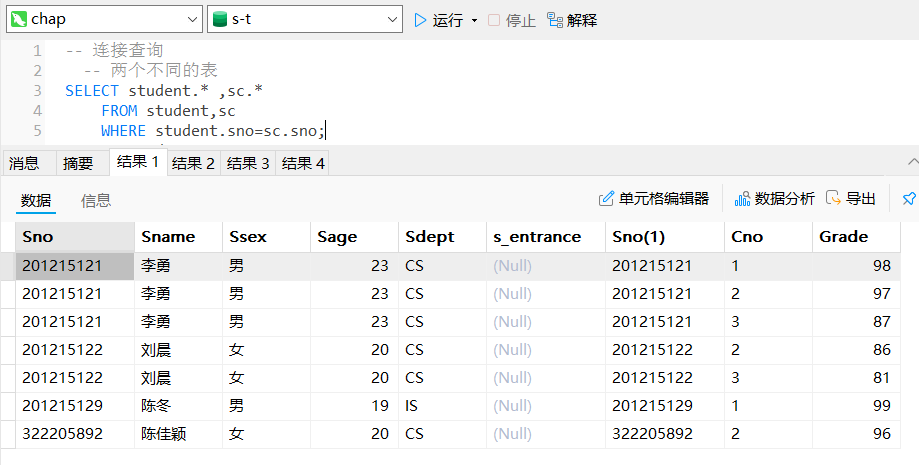 chap s-t 运行 停止 解释
1 -- 连接查询
2 -- 两个不同的表
3 SELECT student.* ,sc.*
4 FROM student,sc
5 WHERE student.sno=sc.sno;
消息 摘要 结果 1 结果 2 结果 3 结果 4
数据 信息 单元格编辑器 数据分析 导出
Sno Sname Ssex Sage Sdept s_entrance Sno(1) Cno Grade
201215121 李勇 男 23 CS (Null) 201215121 1 98
201215121 李勇 男 23 CS (Null) 201215121 2 97
201215121 李勇 男 23 CS (Null) 201215121 3 87
201215122 刘晨 女 20 CS (Null) 201215122 2 86
201215122 刘晨 女 20 CS (Null) 201215122 3 81
201215129 陈冬 男 19 IS (Null) 201215129 1 99
322205892 陈佳颖 女 20 CS (Null) 322205892 2 96